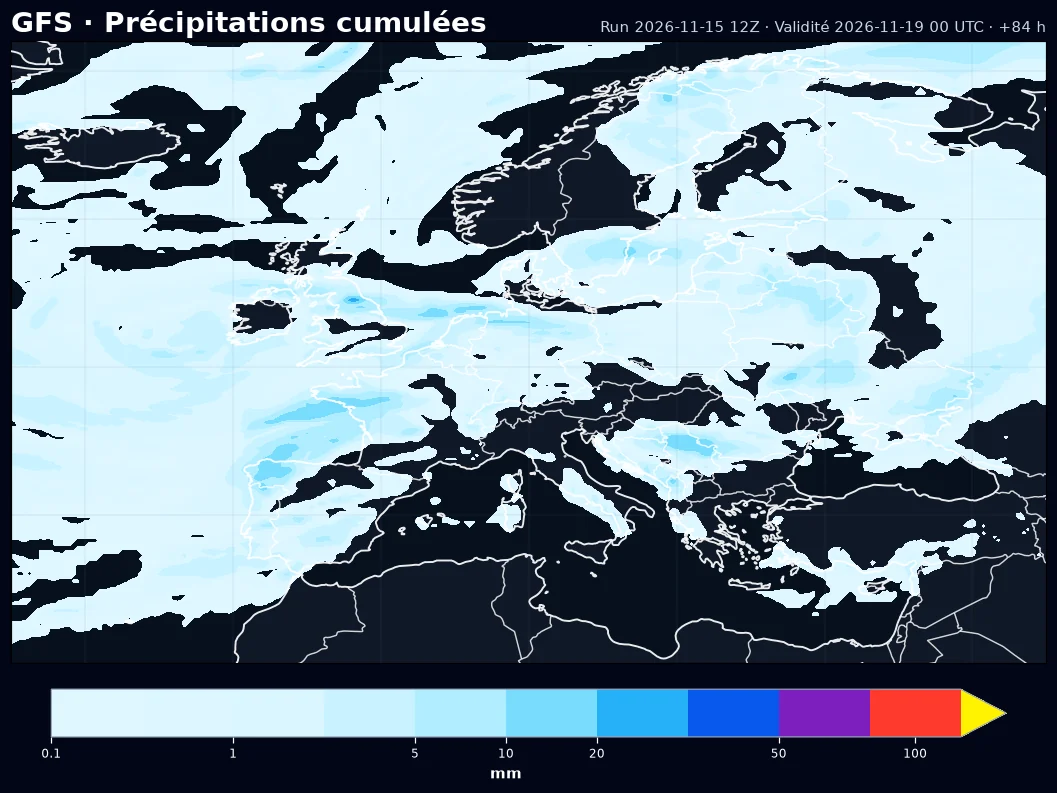 GFS · Précipitations cumulées
Run 2026-11-15 12Z · Validité 2026-11-19 00 UTC · +84 h
0.1 1 5 10 20 50 100
mm